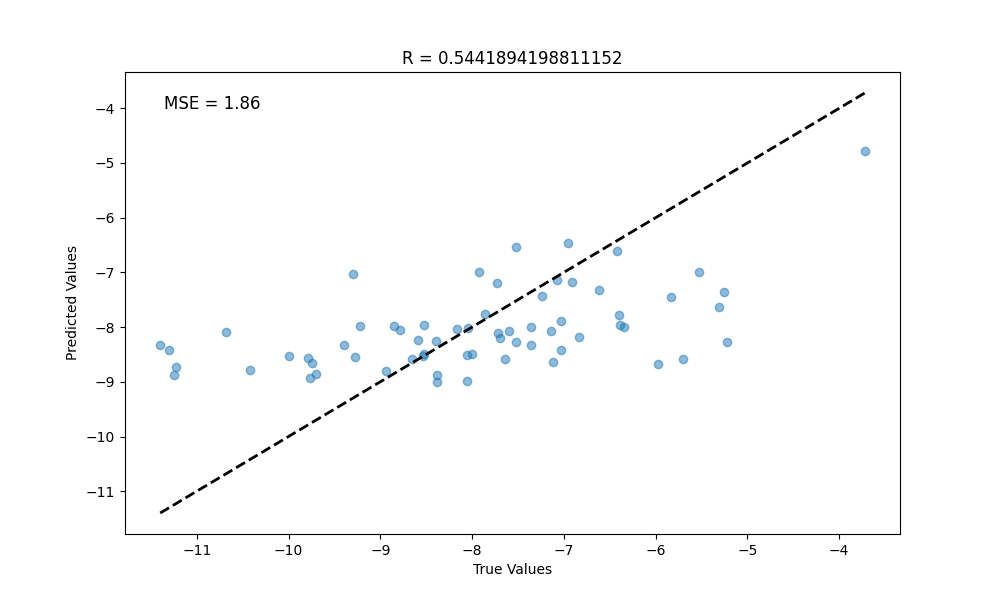 R = 0.5441894198811152
MSE = 1.86
−4
−5
−6
−7
−8
−9
−10
−11
Predicted Values
−11 −10 −9 −8 −7 −6 −5 −4
True Values